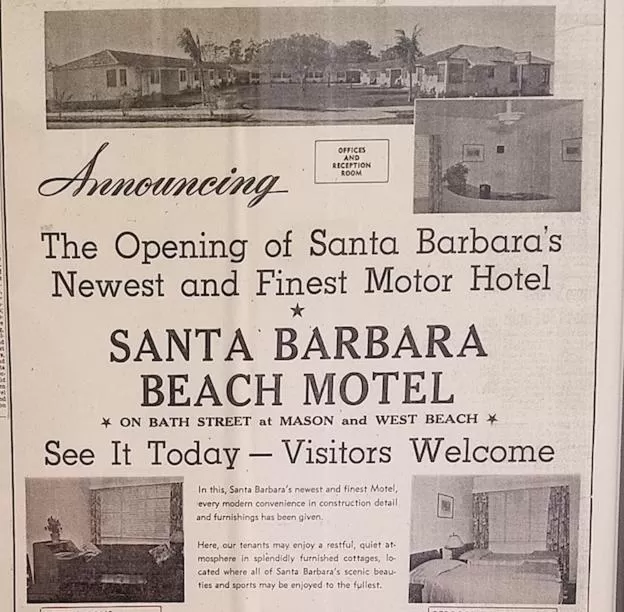 OFFICES
AND
RECEPTION
ROOM
Announcing
The Opening of Santa Barbara's
Newest and Finest Motor Hotel
SANTA BARBARA
BEACH MOTEL
ON BATH STREET at MASON and WEST BEACH
See It Today — Visitors Welcome
In this, Santa Barbara's newest and finest Motel,
every modern convenience in construction detail
and furnishings has been given.
Here, our tenants may enjoy a restful, quiet at-
mosphere in splendidly furnished cottages, lo-
cated where all of Santa Barbara's scenic beau-
ties and sports may be enjoyed to the fullest.